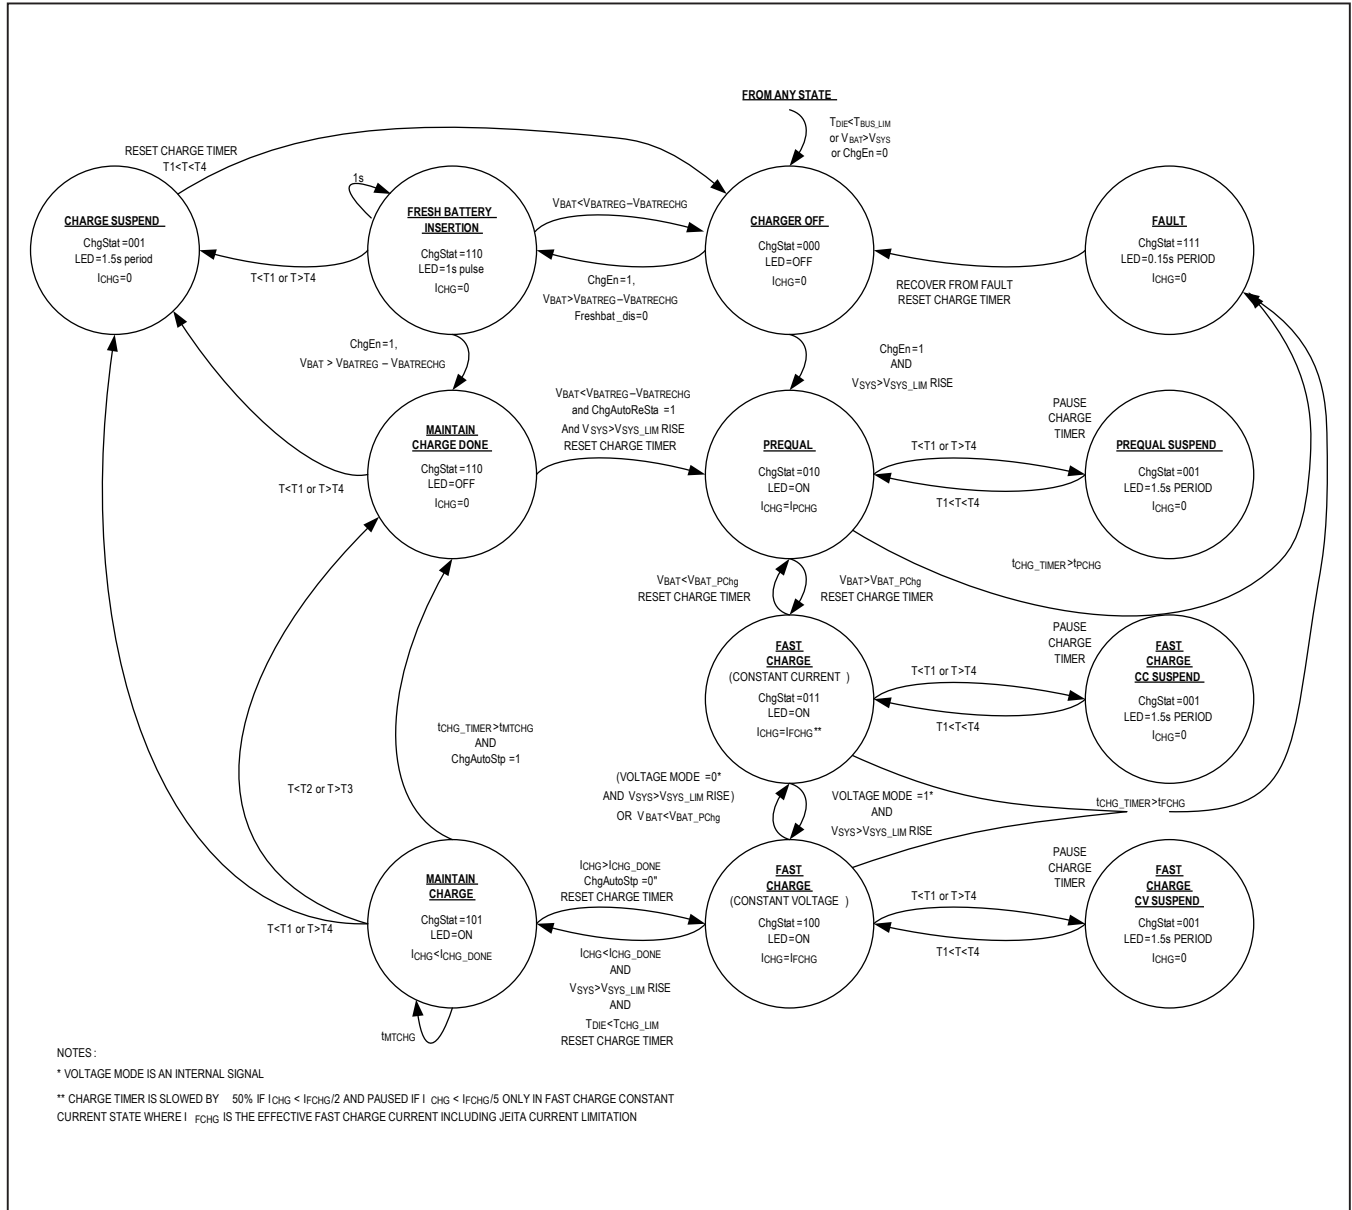 FROM ANY STATE
TDIE<TBUS_LIM
or VBAT>VSYS
or ChgEn =0
RESET CHARGE TIMER
T1<T<T4
CHARGE SUSPEND
ChgStat =001
LED=1.5s period
ICHG=0
1s
FRESH BATTERY
INSERTION
ChgStat =110
LED=1s pulse
ICHG=0
VBAT<VBATREG–VBATRECHG
CHARGER OFF
ChgStat =000
LED=OFF
ICHG=0
FAULT
ChgStat =111
LED=0.15s PERIOD
ICHG=0
T<T1 or T>T4
ChgEn=1,
VBAT>VBATREG–VBATRECHG
Freshbat _dis=0
RECOVER FROM FAULT
RESET CHARGE TIMER
ChgEn =1,
VBAT > VBATREG – VBATRECHG
ChgEn =1
AND
VSYS>VSYS_LIM RISE
MAINTAIN
CHARGE DONE
ChgStat =110
LED=OFF
ICHG=0
VBAT<VBATREG–VBATRECHG
and ChgAutoReSta =1
And VSYS>VSYS_LIM RISE
RESET CHARGE TIMER
PREQUAL
ChgStat =010
LED=ON
ICHG=IPCHG
T<T1 or T>T4
T1<T<T4
PAUSE
CHARGE
TIMER
PREQUAL SUSPEND
ChgStat =001
LED=1.5s PERIOD
ICHG=0
T<T1 or T>T4
VBAT<VBAT_PChg
RESET CHARGE TIMER
VBAT>VBAT_PChg
RESET CHARGE TIMER
tCHG_TIMER>tPCHG
FAST
CHARGE
(CONSTANT CURRENT )
ChgStat =011
LED=ON
ICHG=IFCHG**
T<T1 or T>T4
T1<T<T4
PAUSE
CHARGE
TIMER
FAST
CHARGE
CC SUSPEND
ChgStat =001
LED=1.5s PERIOD
ICHG=0
tCHG_TIMER>tMTCHG
AND
ChgAutoStp =1
T<T2 or T>T3
(VOLTAGE MODE =0*
AND VSYS>VSYS_LIM RISE)
OR VBAT<VBAT_PChg
VOLTAGE MODE =1*
AND
VSYS>VSYS_LIM RISE
tCHG_TIMER>tFCHG
MAINTAIN
CHARGE
ChgStat =101
LED=ON
ICHG<ICHG_DONE
T<T1 or T>T4
ICHG>ICHG_DONE
ChgAutoStp =0"
RESET CHARGE TIMER
ICHG<ICHG_DONE
AND
VSYS>VSYS_LIM RISE
AND
TDIE<TCHG_LIM
RESET CHARGE TIMER
FAST
CHARGE
(CONSTANT VOLTAGE )
ChgStat =100
LED=ON
ICHG=IFCHG
T<T1 or T>T4
T1<T<T4
PAUSE
CHARGE
TIMER
FAST
CHARGE
CV SUSPEND
ChgStat =001
LED=1.5s PERIOD
ICHG=0
tMTCHG
NOTES :
* VOLTAGE MODE IS AN INTERNAL SIGNAL
** CHARGE TIMER IS SLOWED BY 50% IF ICHG < IFCHG/2 AND PAUSED IF I CHG < IFCHG/5 ONLY IN FAST CHARGE CONSTANT
CURRENT STATE WHERE I FCHG IS THE EFFECTIVE FAST CHARGE CURRENT INCLUDING JEITA CURRENT LIMITATION